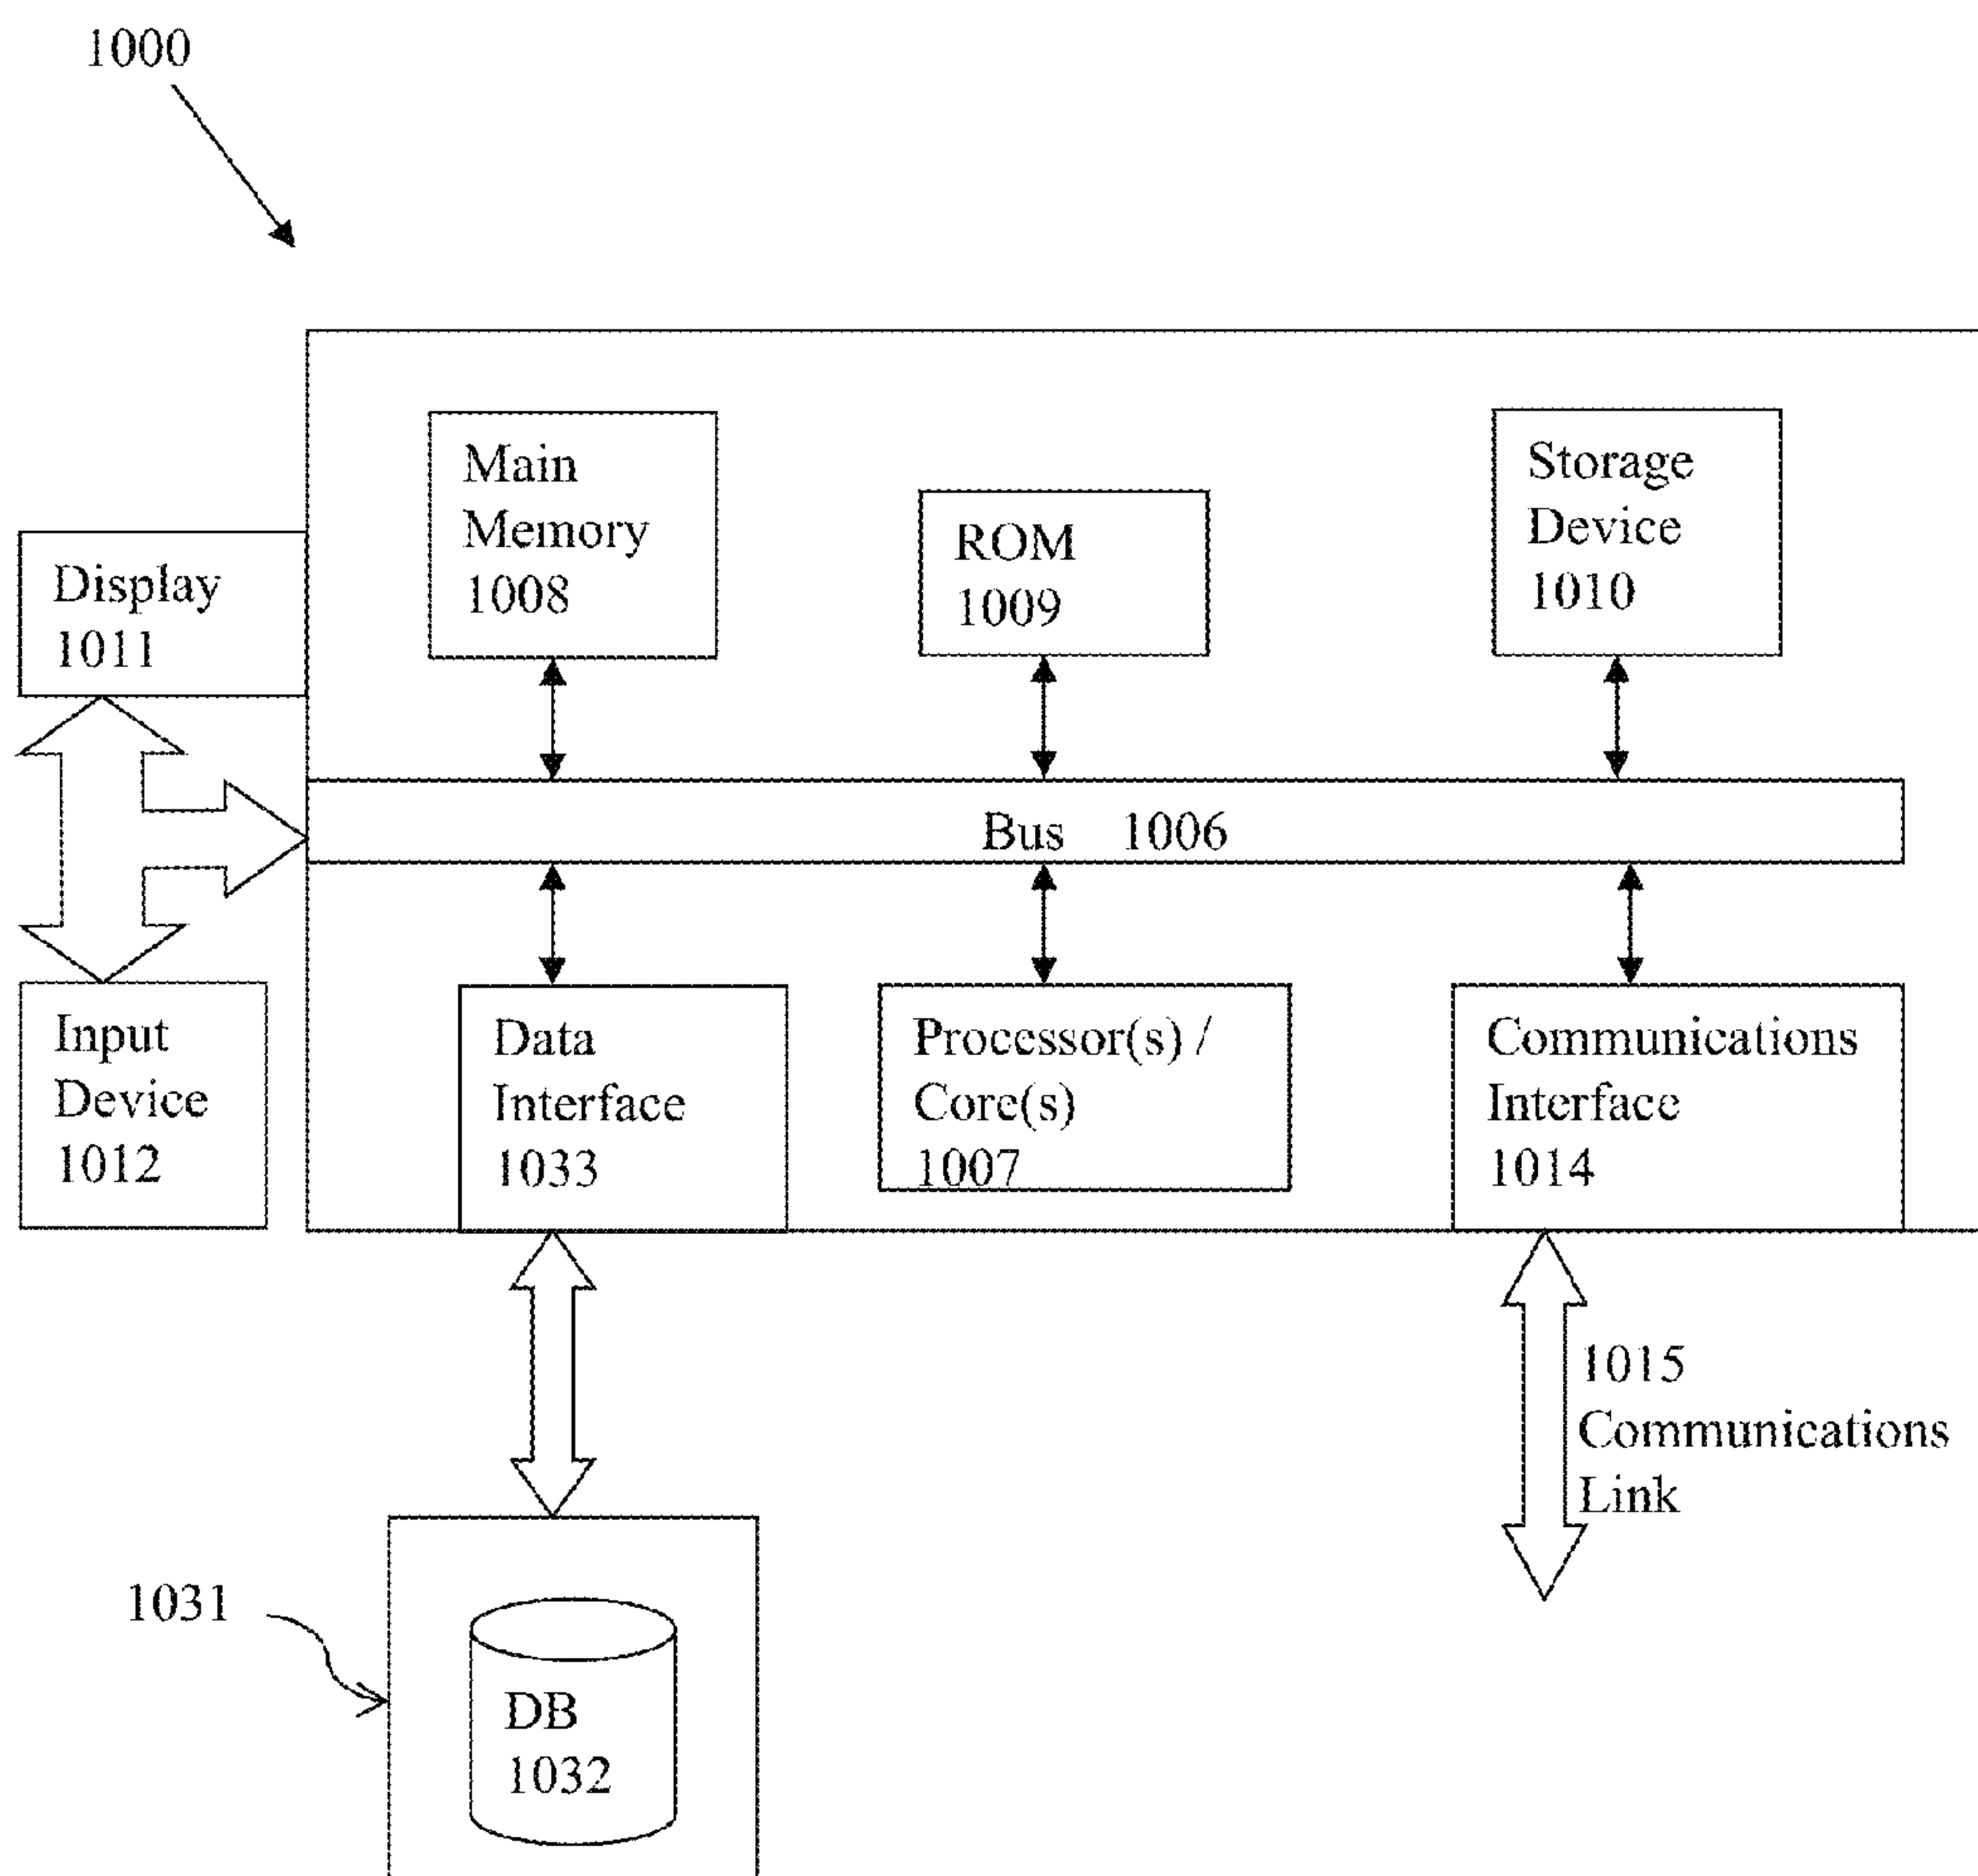 1000
Main
Memory
1008
ROM
1009
Storage
Device
1010
Display
1011
Bus 1006
Input
Device
1012
Data
Interface
1033
Processor(s) /
Core(s)
1007
Communications
Interface
1014
1015
Communications
Link
1031
DB
1032